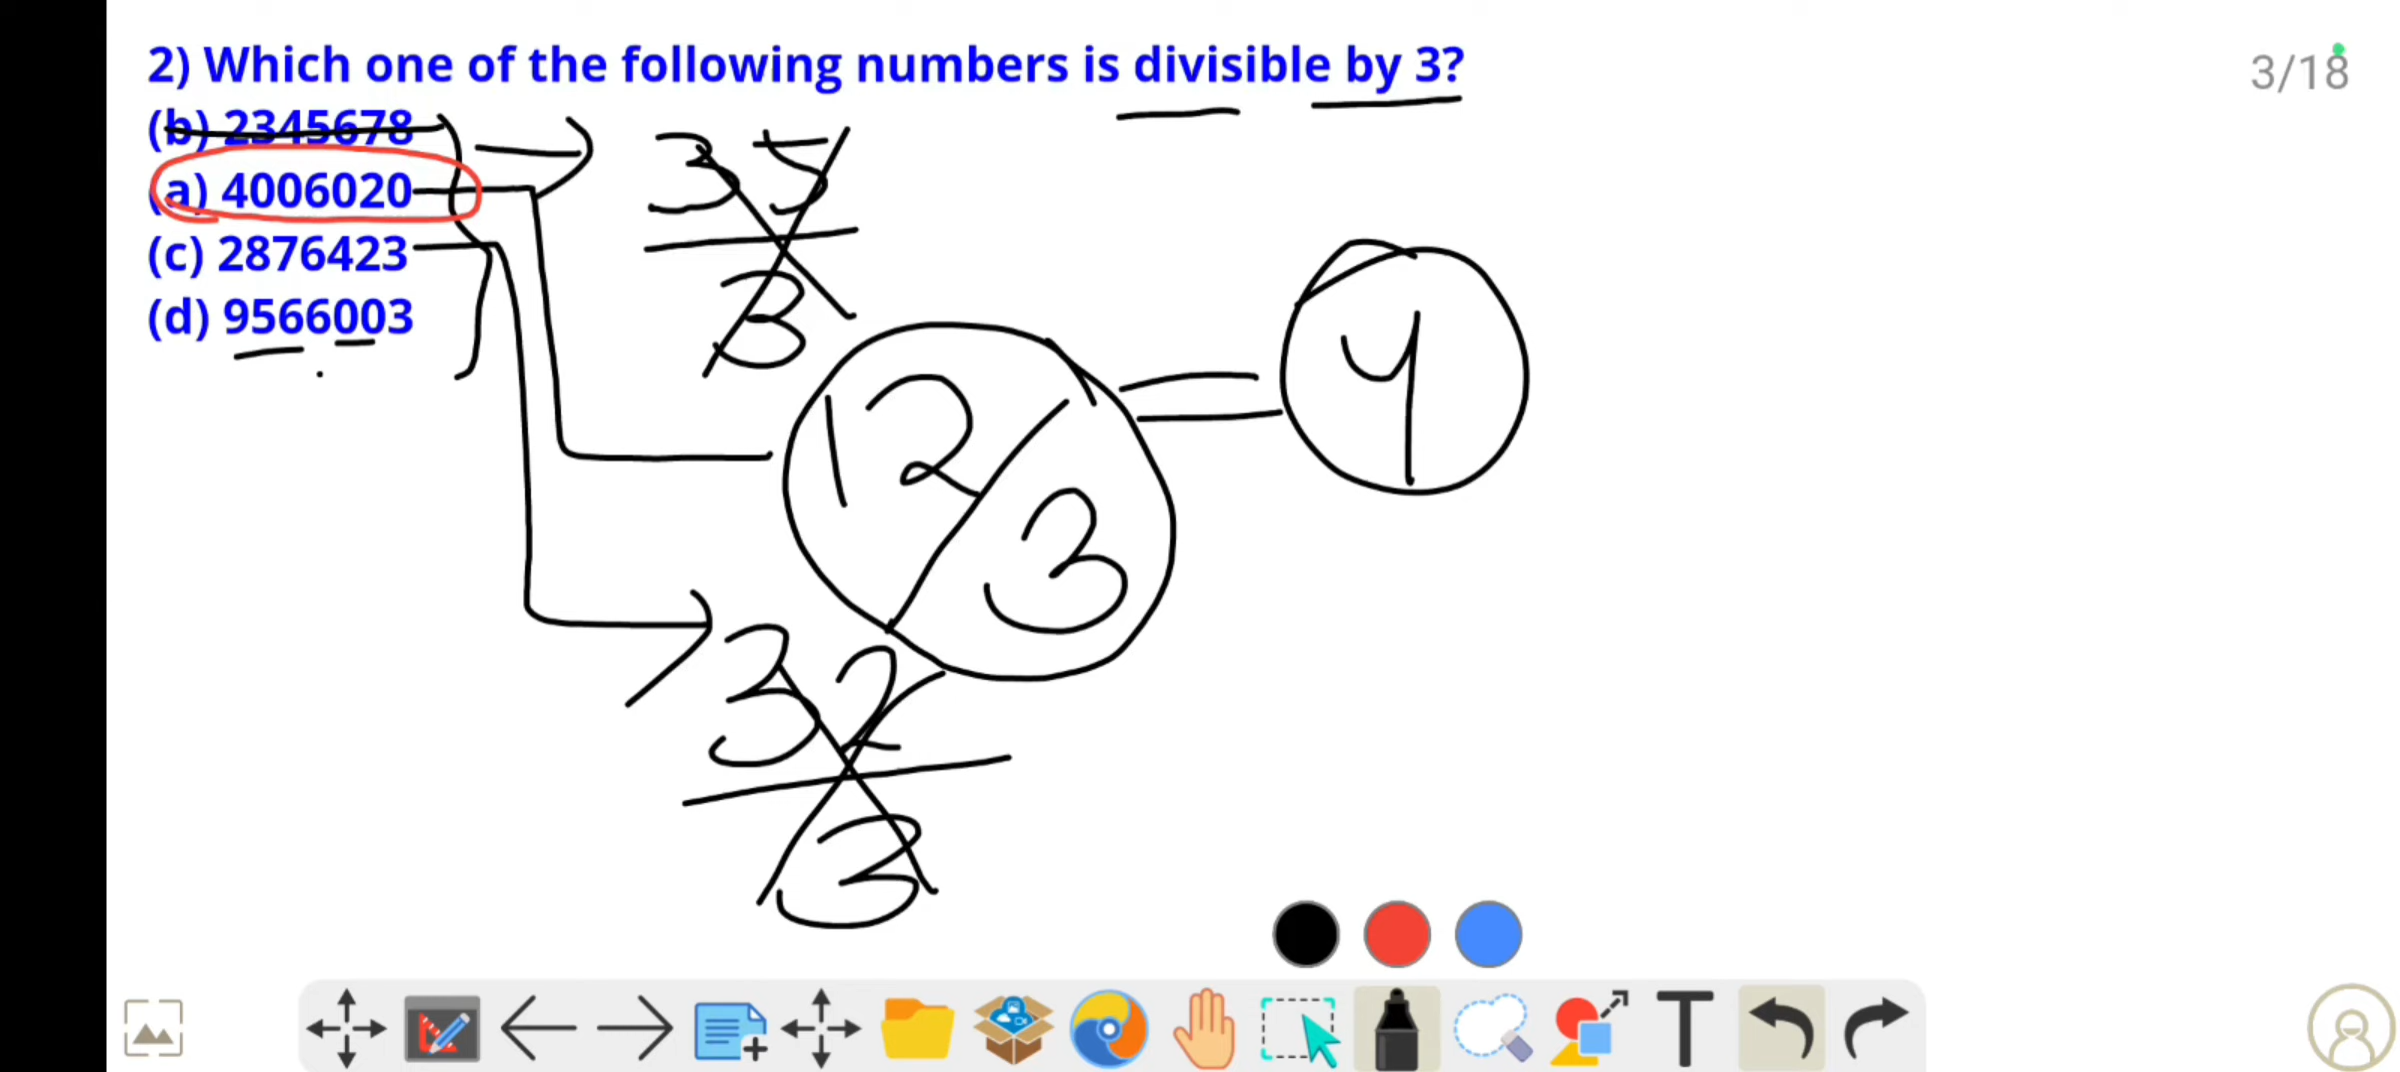 2) Which one of the following numbers is divisible by 3?
3/18
(b) 2345678
(a) 4006020
(c) 2876423
(d) 9566003
35
3
12/3 = 4
32
3
T